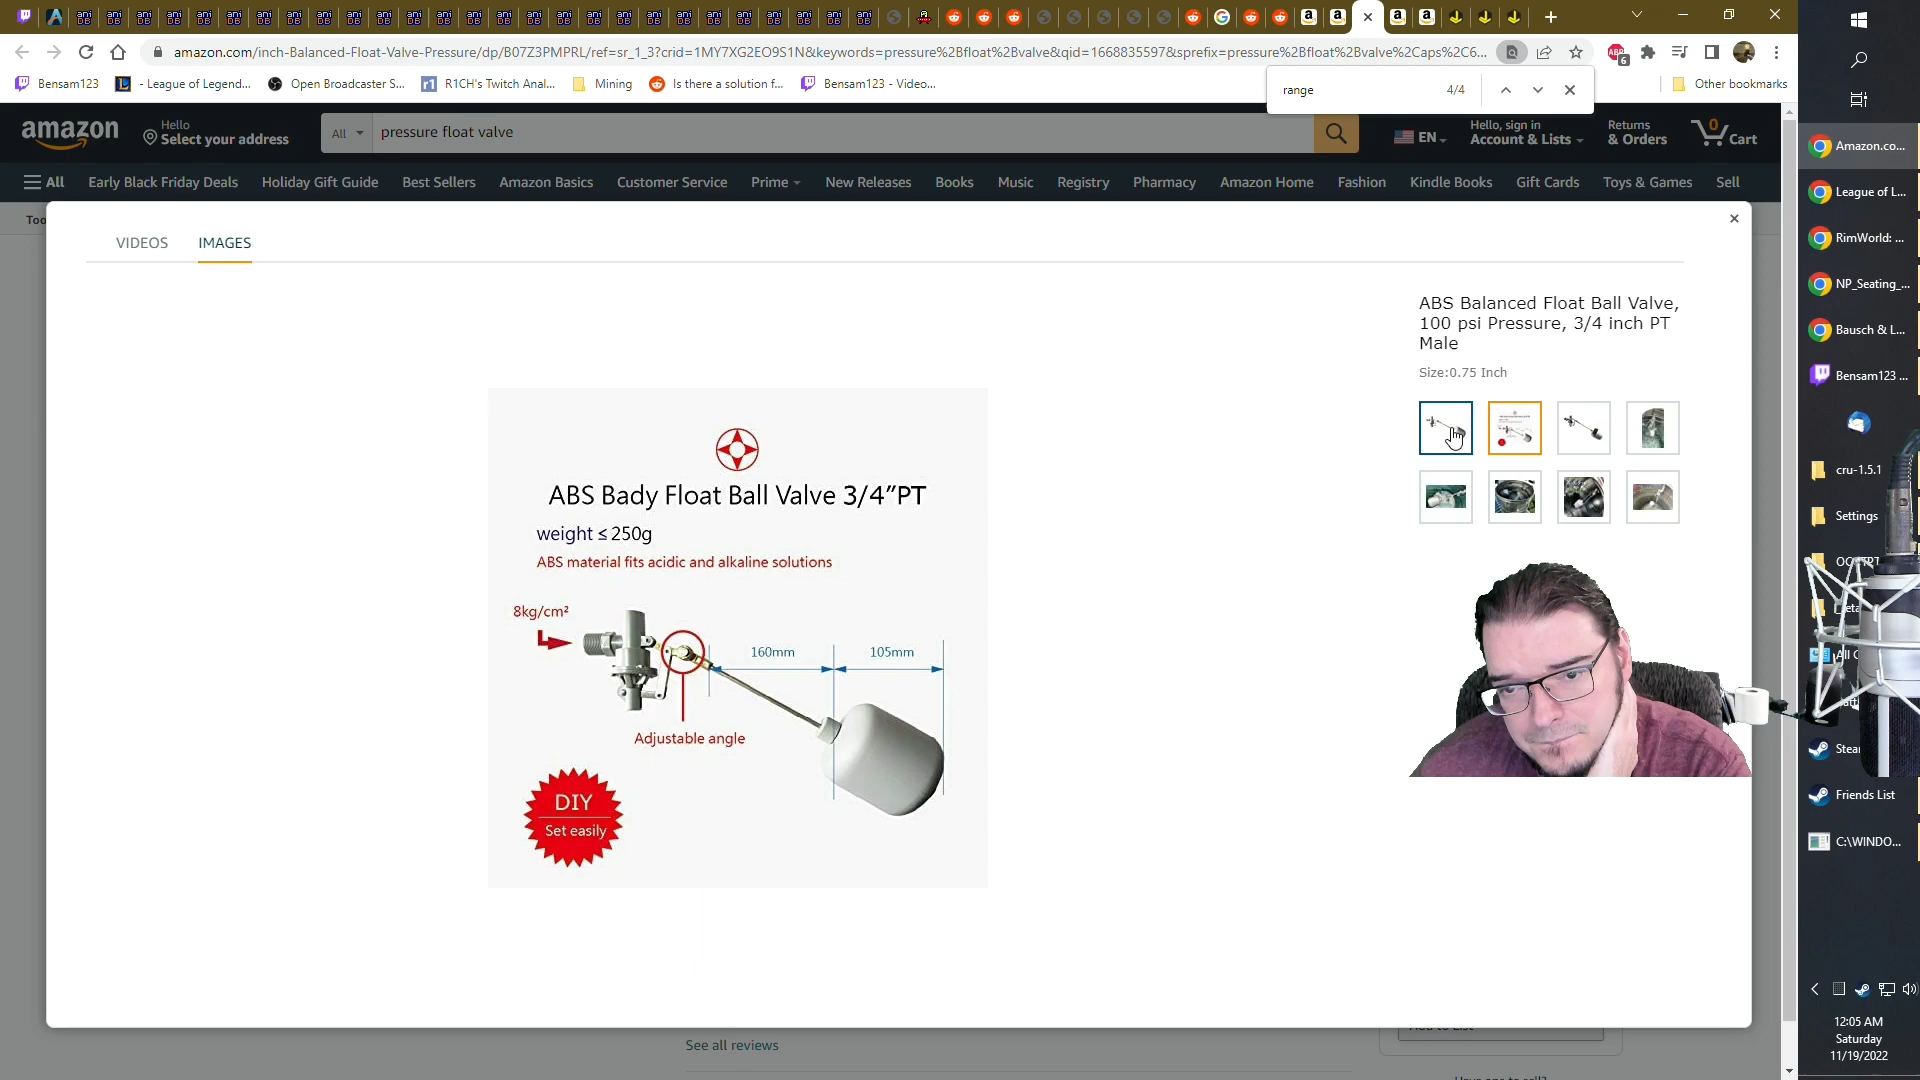 amazon.com/inch-Balanced-Float-Valve-Pressure/dp/B07Z3PMPRL/ref=sr_1_3?crid=1MY7XG2EO9S1N&keywords=pressure%2Bfloat%2Bvalve&qid=1668835597&sprefix=pressure%2Bfloat%2Bvalve%2Caps%2C6...
Bensam123
- League of Legend...
Open Broadcaster S...
R1CH's Twitch Anal...
Mining
Is there a solution f...
Bensam123 - Video...
Other bookmarks
range
4/4
amazon
Hello
Select your address
All
pressure float valve
EN
Hello, sign in
Account & Lists
Returns
& Orders
0
Cart
All
Early Black Friday Deals
Holiday Gift Guide
Best Sellers
Amazon Basics
Customer Service
Prime
New Releases
Books
Music
Registry
Pharmacy
Amazon Home
Fashion
Kindle Books
Gift Cards
Toys & Games
Sell
Too
VIDEOS
IMAGES
ABS Balanced Float Ball Valve,
100 psi Pressure, 3/4 inch PT
Male
Size:0.75 Inch
ABS Bady Float Ball Valve 3/4"PT
weight ≤ 250g
ABS material fits acidic and alkaline solutions
8kg/cm²
160mm
105mm
Adjustable angle
DIY
Set easily
See all reviews
Amazon.co...
League of L...
RimWorld: ...
NP_Seating_...
Bausch & L...
Bensam123 ...
cru-1.5.1
Settings
All C
Stea
Friends List
C:\WINDO...
12:05 AM
Saturday
11/19/2022